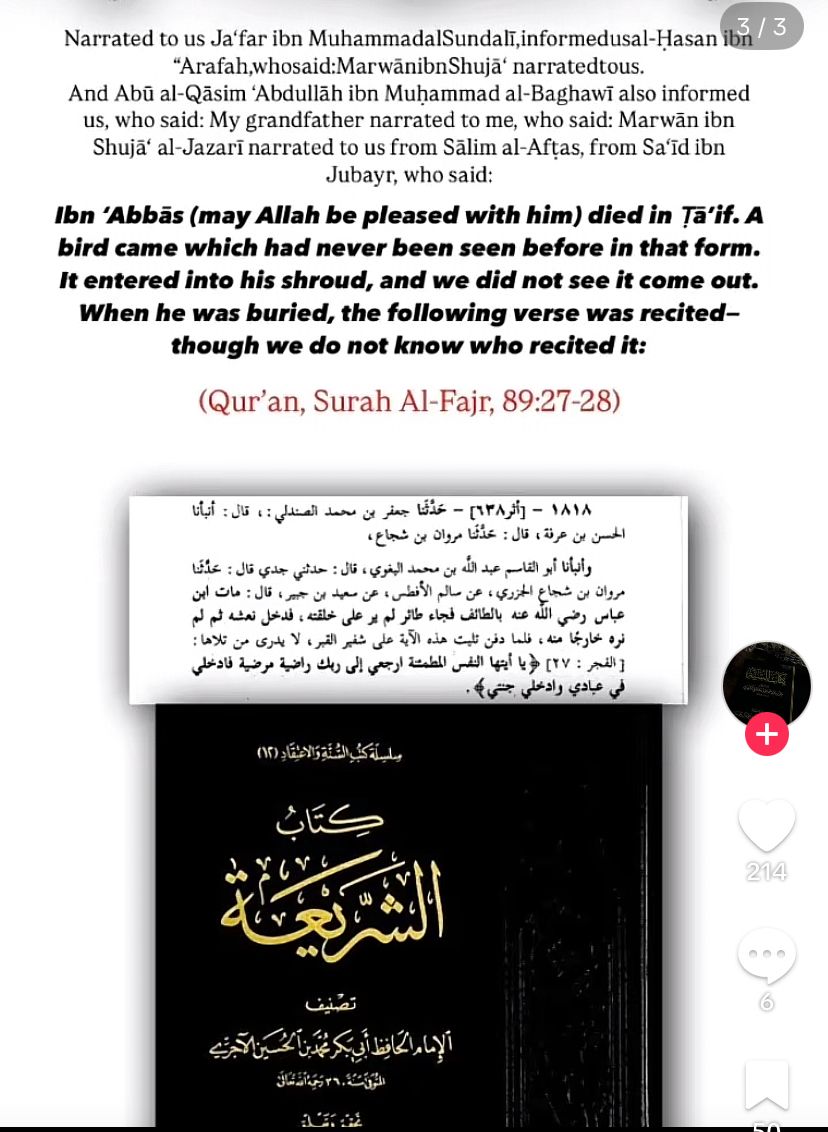 3 / 3
Narrated to us Ja‘far ibn MuhammadalSundalī,informedusal-Ḥasan ibn
“Arafah,whosaid:MarwānibnShujā‘ narratedtous.
And Abū al-Qāsim ‘Abdullāh ibn Muḥammad al-Baghawī also informed
us, who said: My grandfather narrated to me, who said: Marwān ibn
Shujā‘ al-Jazarī narrated to us from Sālim al-Afṭas, from Sa‘īd ibn
Jubayr, who said:
Ibn ‘Abbās (may Allah be pleased with him) died in Ṭā‘if. A
bird came which had never been seen before in that form.
It entered into his shroud, and we did not see it come out.
When he was buried, the following verse was recited—
though we do not know who recited it:
(Qur’an, Surah Al-Fajr, 89:27-28)
١٨١٨ – [أثر٦٣٨] – حَدَّثَنا جعفر بن محمد الصندلي: ، قال : أنبأنا
الحسن بن عرفة ، قال : حَدَّثَنا مروان بن شجاع ،
وأنبأنا أبو القاسم عبد الله بن محمد البغوي ، قال : حدثني جدي قال : حَدَّثَنا
مروان بن شجاع الجزري ، عن سالم الأفطس ، عن سعيد بن جبير ، قال : مات ابن
عباس رضي الله عنه بالطائف فجاء طائر لم ير على خلقته ، فدخل نعشه ثم لم
نره خارجًا منه ، فلما دفن تليت هذه الآية على شفير القبر ، لا يدرى من تلاها :
[الفجر : ٢٧] ﴿يا أيتها النفس المطمئنة ارجعي إلى ربك راضية مرضية فادخلي
في عبادي وادخلي جنتي﴾ .
سلسلة كتب السنة والاعتقاد (١٢)
كِتَابُ
الشَّرِيعَة
تصنيف
الإمام الحافظ أبي بكر محمد بن الحسين الآجري
المتوفى سنة ٣٦٠ رحمه الله تعالى
214
6
50